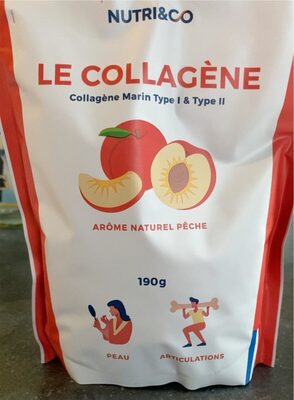 NUTRI&CO
LE COLLAGÈNE
Collagène Marin Type I & Type II
ARÔME NATUREL PÊCHE
190g
PEAU
ARTICULATIONS